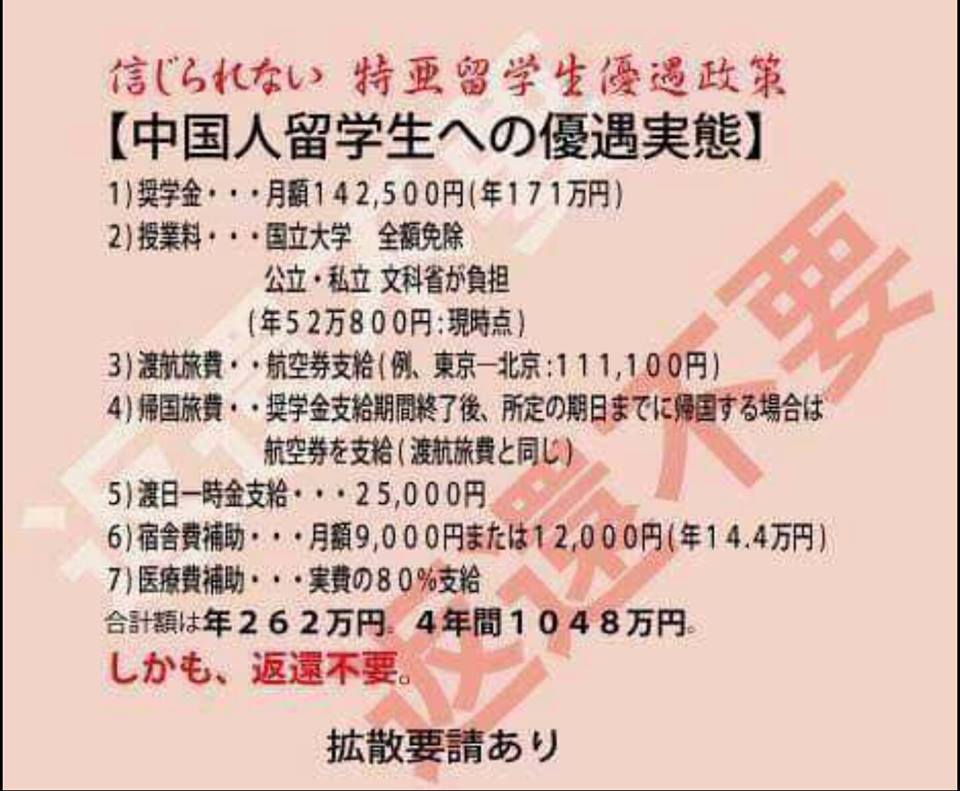 信じられない 特亜留学生優遇政策
【中国人留学生への優遇実態】
1)奨学金・・・月額142,500円(年171万円)
2)授業料・・・国立大学　全額免除
公立・私立 文科省が負担
(年52万800円:現時点)
3)渡航旅費・・航空券支給(例、東京―北京:111,100円)
4)帰国旅費・・奨学金支給期間終了後、所定の期日までに帰国する場合は
航空券を支給(渡航旅費と同じ)
5)渡日一時金支給・・・25,000円
6)宿舎費補助・・・月額9,000円または12,000円(年14.4万円)
7)医療費補助・・・実費の80%支給
合計額は年262万円。4年間1048万円。
しかも、返還不要。
拡散要請あり
返還不要
返還不要